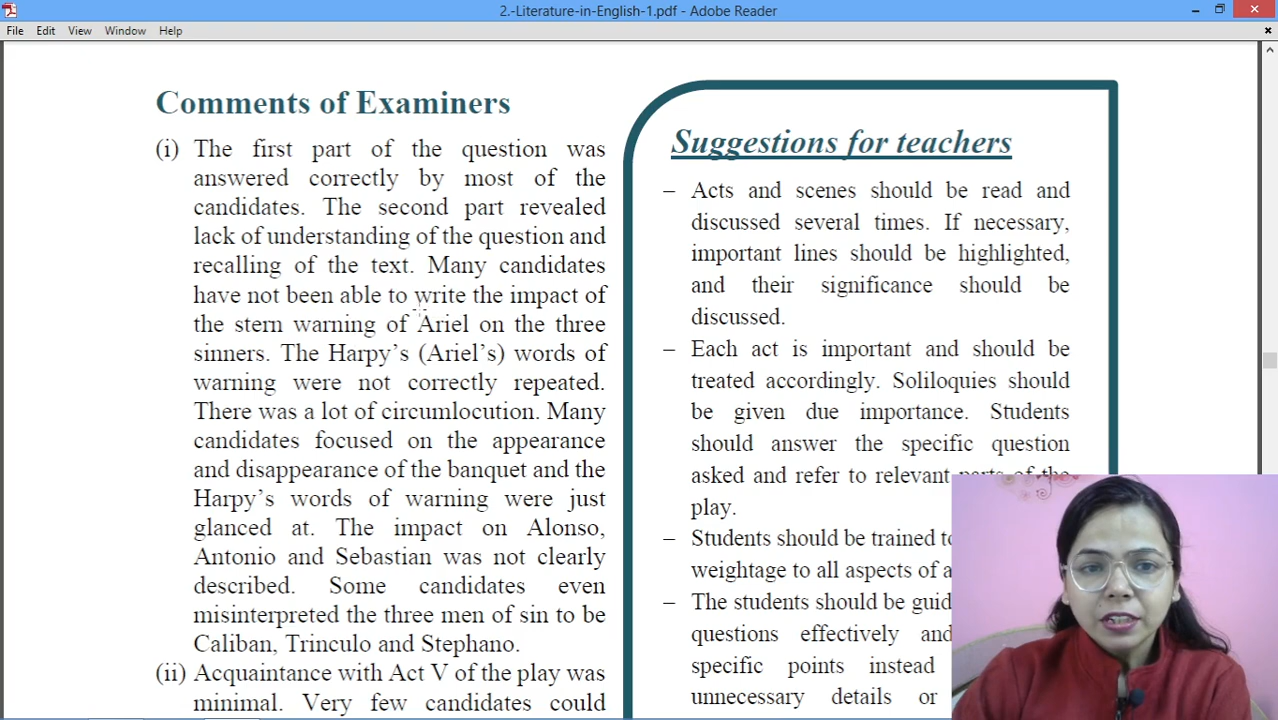 2.-Literature-in-English-1.pdf - Adobe Reader
File Edit View Window Help
Comments of Examiners
(i) The first part of the question was
answered correctly by most of the
candidates. The second part revealed
lack of understanding of the question and
recalling of the text. Many candidates
have not been able to write the impact of
the stern warning of Ariel on the three
sinners. The Harpy's (Ariel's) words of
warning were not correctly repeated.
There was a lot of circumlocution. Many
candidates focused on the appearance
and disappearance of the banquet and the
Harpy's words of warning were just
glanced at. The impact on Alonso,
Antonio and Sebastian was not clearly
described. Some candidates even
misinterpreted the three men of sin to be
Caliban, Trinculo and Stephano.
(ii) Acquaintance with Act V of the play was
minimal. Very few candidates could
Suggestions for teachers
– Acts and scenes should be read and
discussed several times. If necessary,
important lines should be highlighted,
and their significance should be
discussed.
– Each act is important and should be
treated accordingly. Soliloquies should
be given due importance. Students
should answer the specific question
asked and refer to relevant parts of the
play.
– Students should be trained
weightage to all aspects of
– The students should be
questions effectively and
specific points instead
unnecessary details or